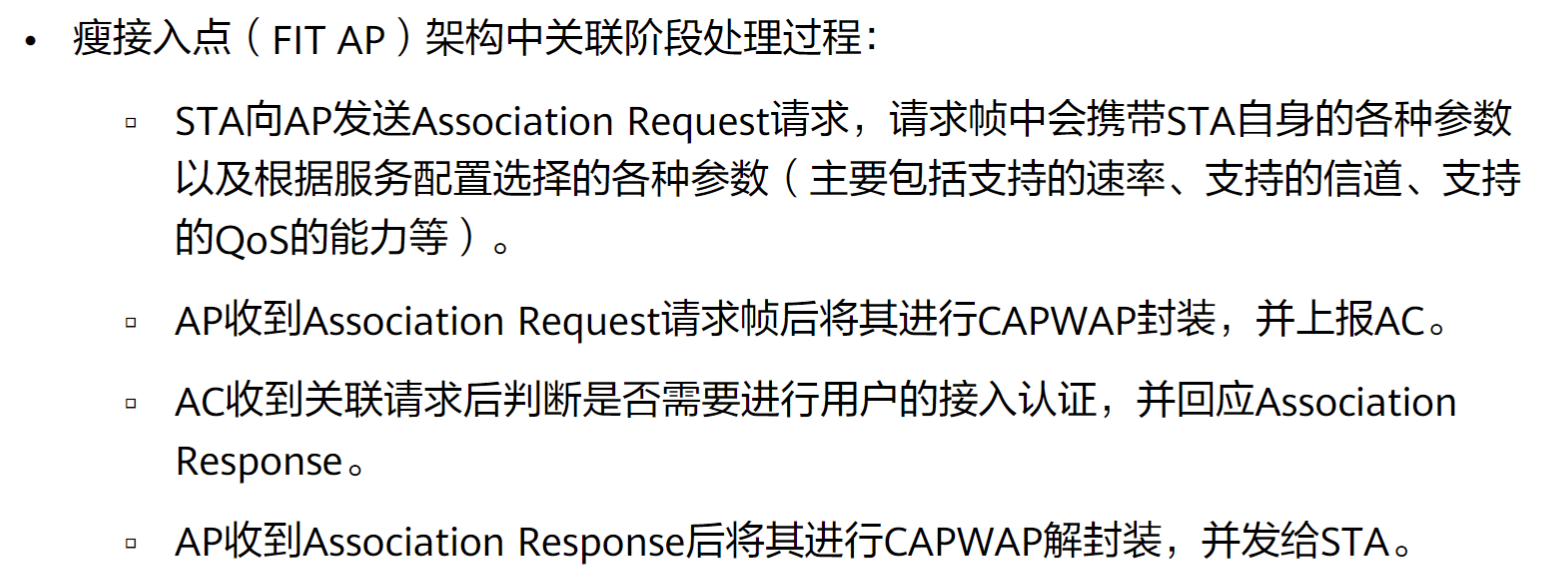 • 瘦接入点（FIT AP）架构中关联阶段处理过程：
▫ STA向AP发送Association Request请求，请求帧中会携带STA自身的各种参数
以及根据服务配置选择的各种参数（主要包括支持的速率、支持的信道、支持
的QoS的能力等）。
▫ AP收到Association Request请求帧后将其进行CAPWAP封装，并上报AC。
▫ AC收到关联请求后判断是否需要进行用户的接入认证，并回应Association
Response。
▫ AP收到Association Response后将其进行CAPWAP解封装，并发给STA。